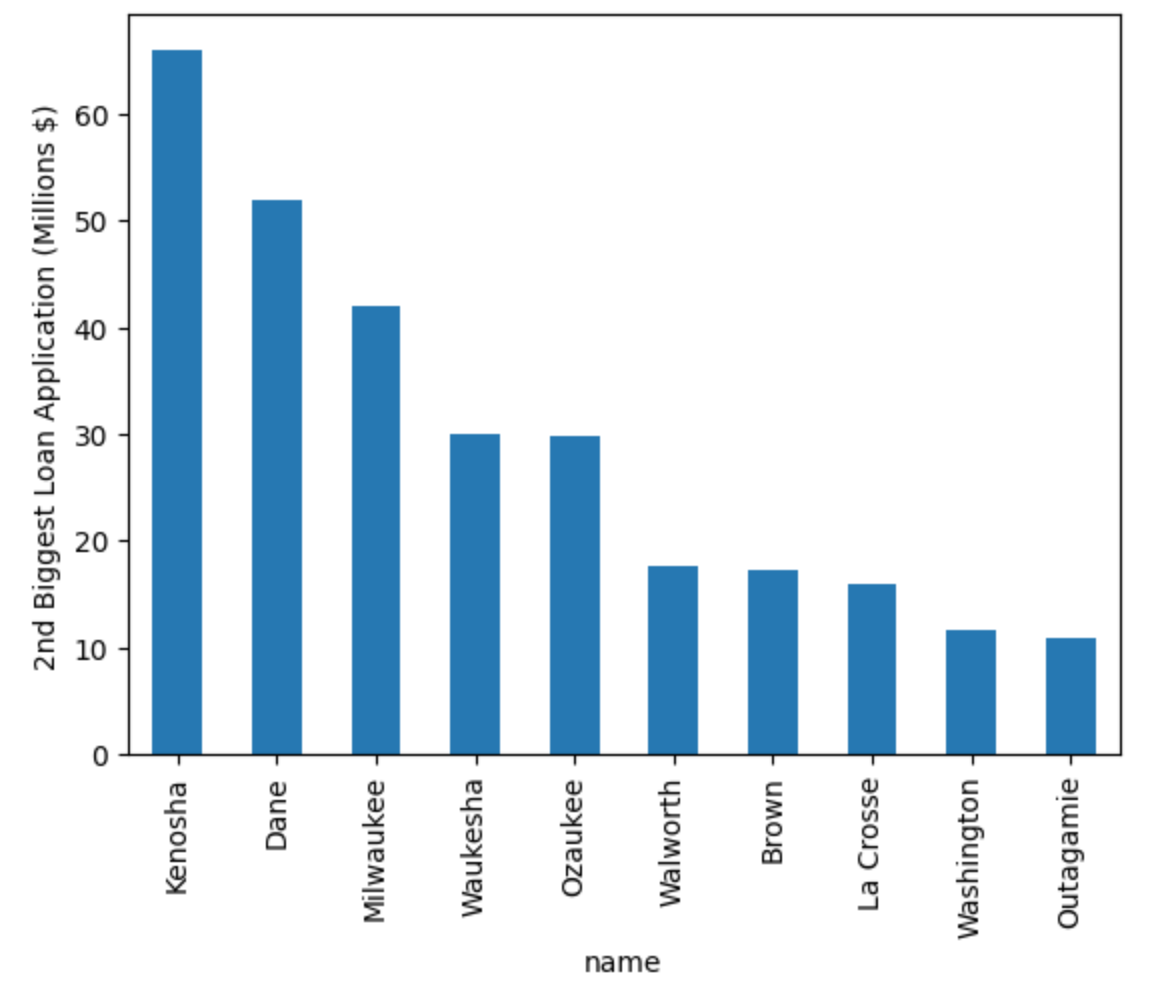 2nd Biggest Loan Application (Millions $)
60
50
40
30
20
10
0
Kenosha
Dane
Milwaukee
Waukesha
Ozaukee
Walworth
Brown
La Crosse
Washington
Outagamie
name